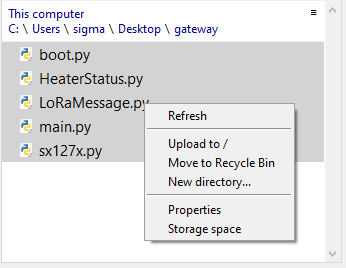 This computer
C: \ Users \ sigma \ Desktop \ gateway
boot.py
HeaterStatus.py
LoRaMessage.py
main.py
sx127x.py
Refresh
Upload to /
Move to Recycle Bin
New directory...
Properties
Storage space